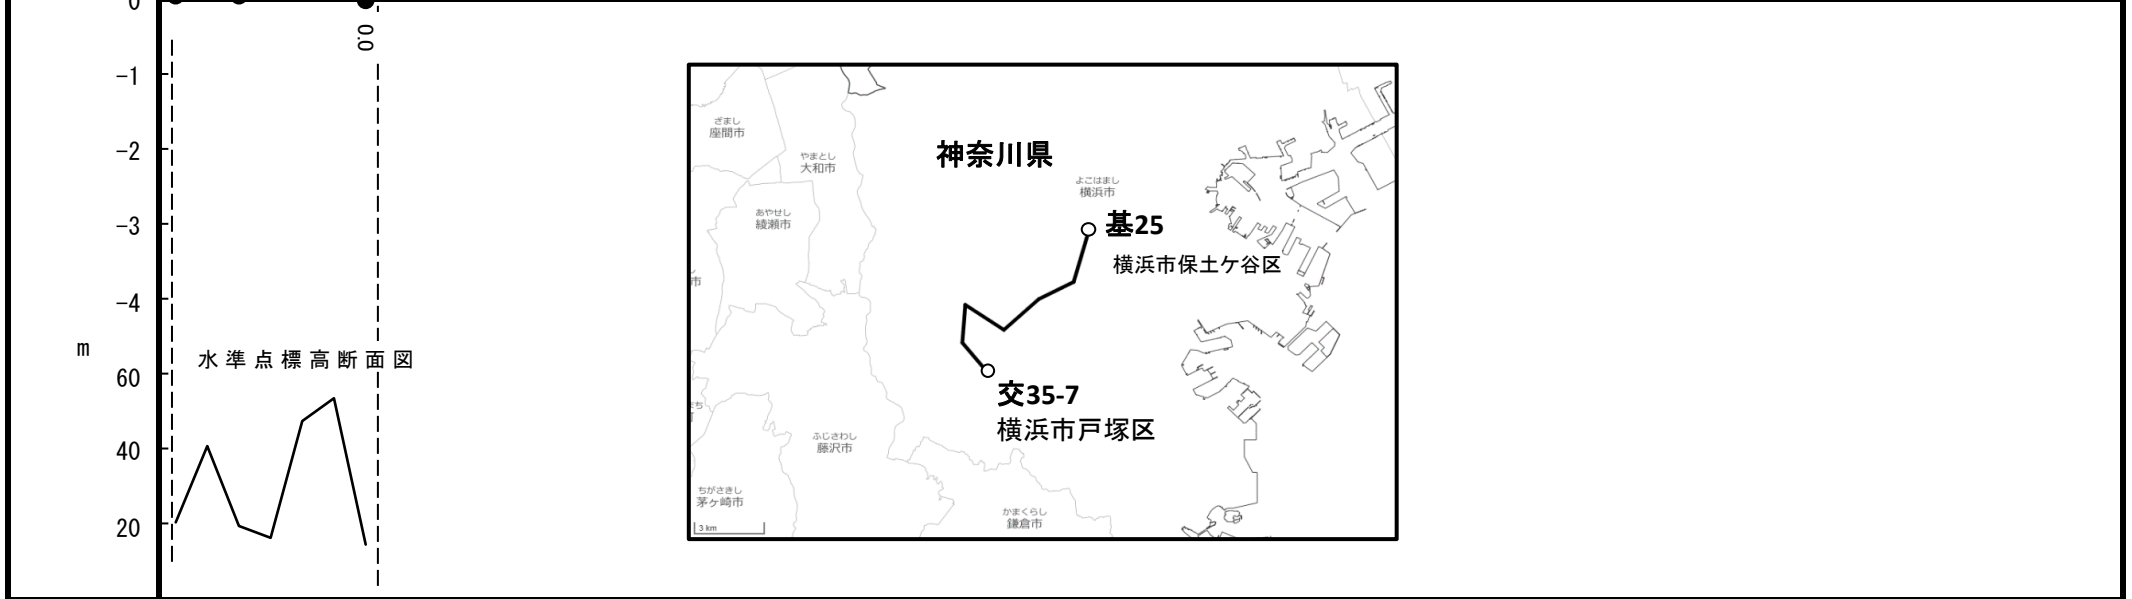 0
0.0
-1
-2
-3
-4
m
水準点標高断面図
60
40
20
ざまし
座間市
やまとし
大和市
神奈川県
よこはまし
横浜市
あやせし
綾瀬市
基25
横浜市保土ケ谷区
市
交35-7
横浜市戸塚区
ち
ふじさわし
藤沢市
ちがさきし
茅ヶ崎市
かまくらし
鎌倉市
3 km